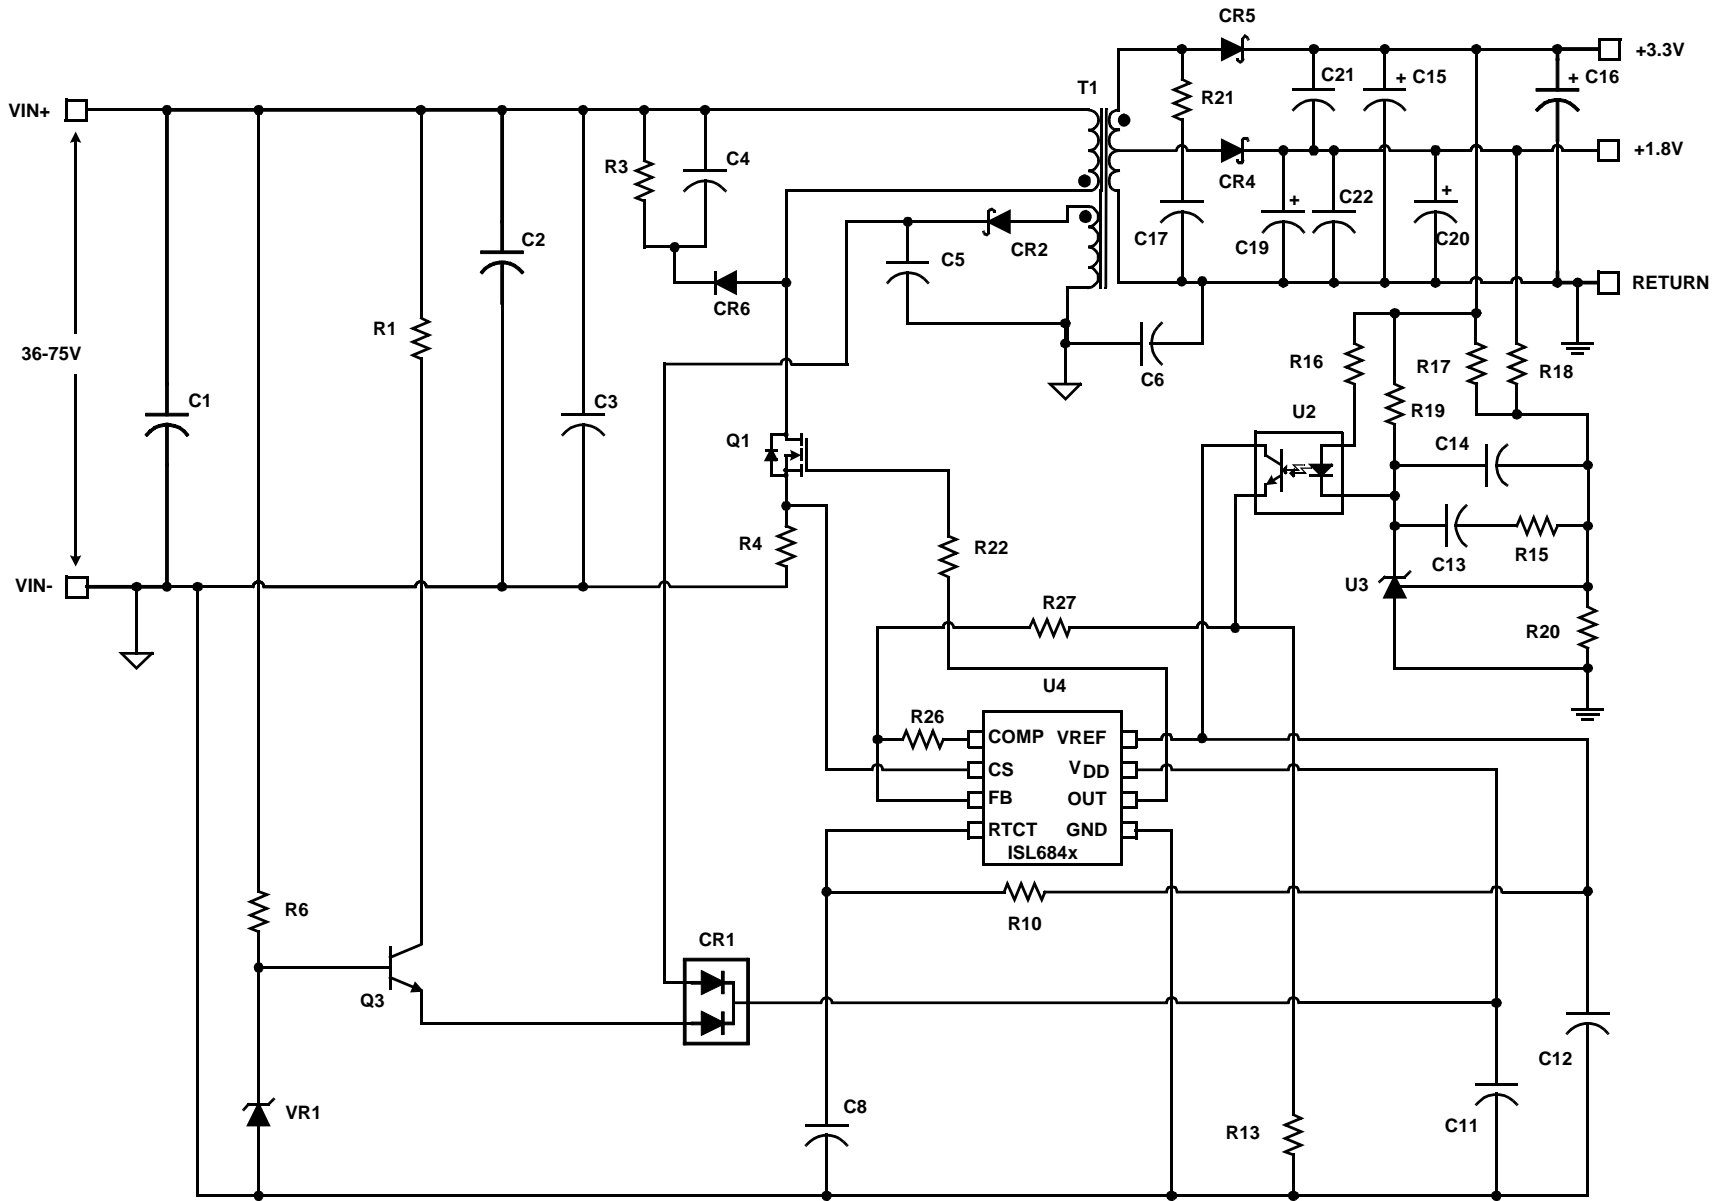 CR5
+3.3V
T1
C21
+ C15
+ C16
R21
VIN+
+1.8V
R3
C4
CR4
+
C22
+
C17
C19
C20
C2
C5
CR2
CR6
RETURN
R1
36-75V
C6
R16
R17
R18
C1
C3
R19
U2
Q1
C14
R4
R22
C13
R15
VIN-
U3
R27
R20
U4
R26
COMP
VREF
CS
VDD
FB
OUT
RTCT
GND
ISL684x
R6
R10
CR1
Q3
C12
VR1
C8
R13
C11